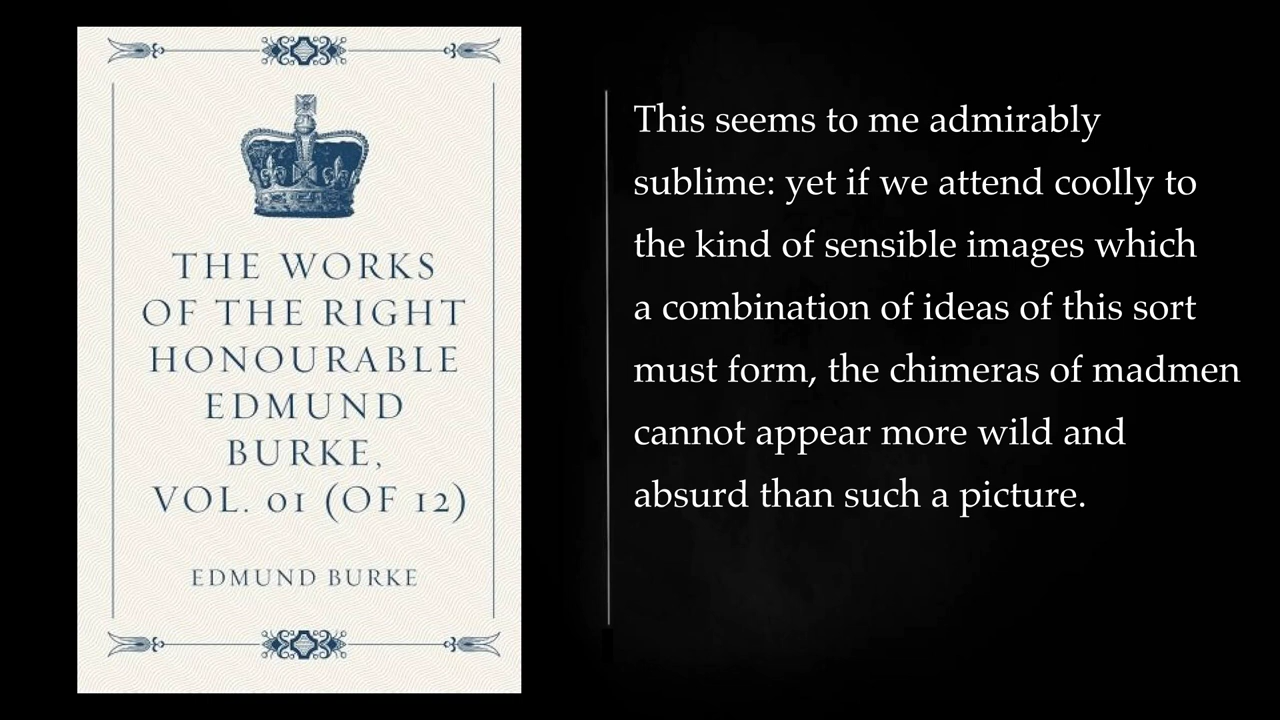 THE WORKS
OF THE RIGHT
HONOURABLE
EDMUND
BURKE,
VOL. 01 (OF 12)
EDMUND BURKE
This seems to me admirably
sublime: yet if we attend coolly to
the kind of sensible images which
a combination of ideas of this sort
must form, the chimeras of madmen
cannot appear more wild and
absurd than such a picture.